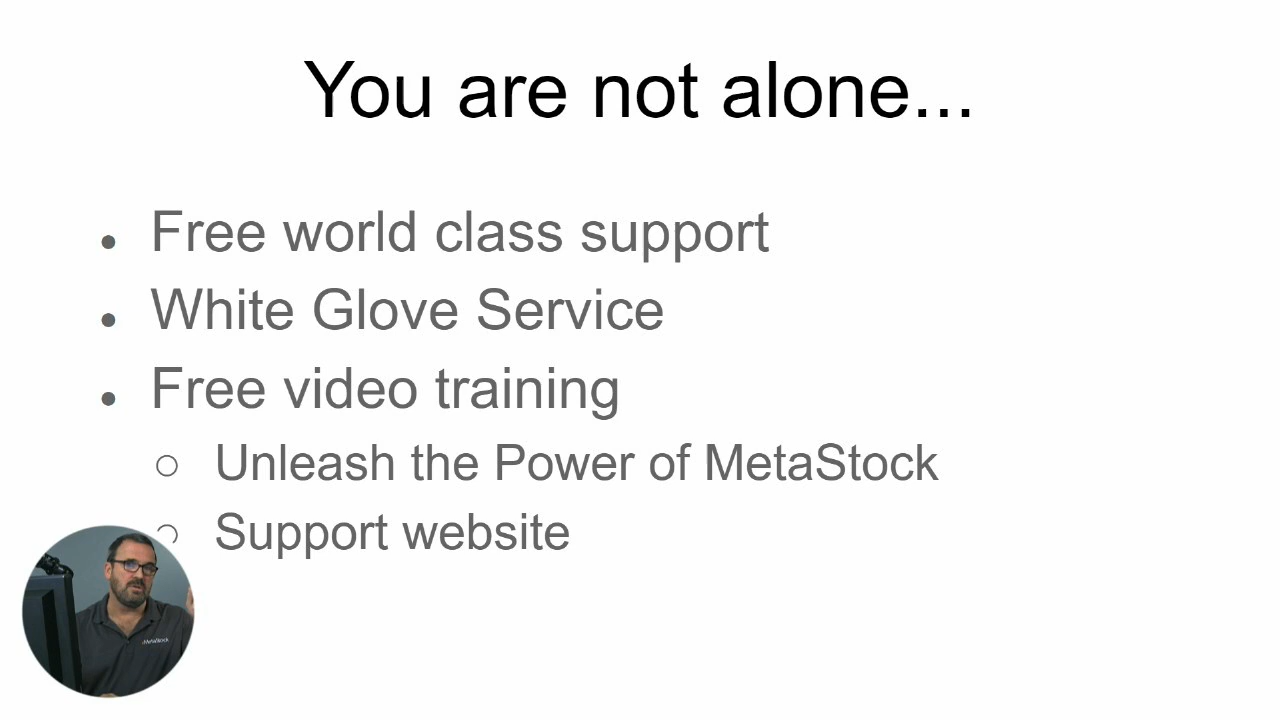 You are not alone...
Free world class support
White Glove Service
Free video training
Unleash the Power of MetaStock
Support website
MetaStock